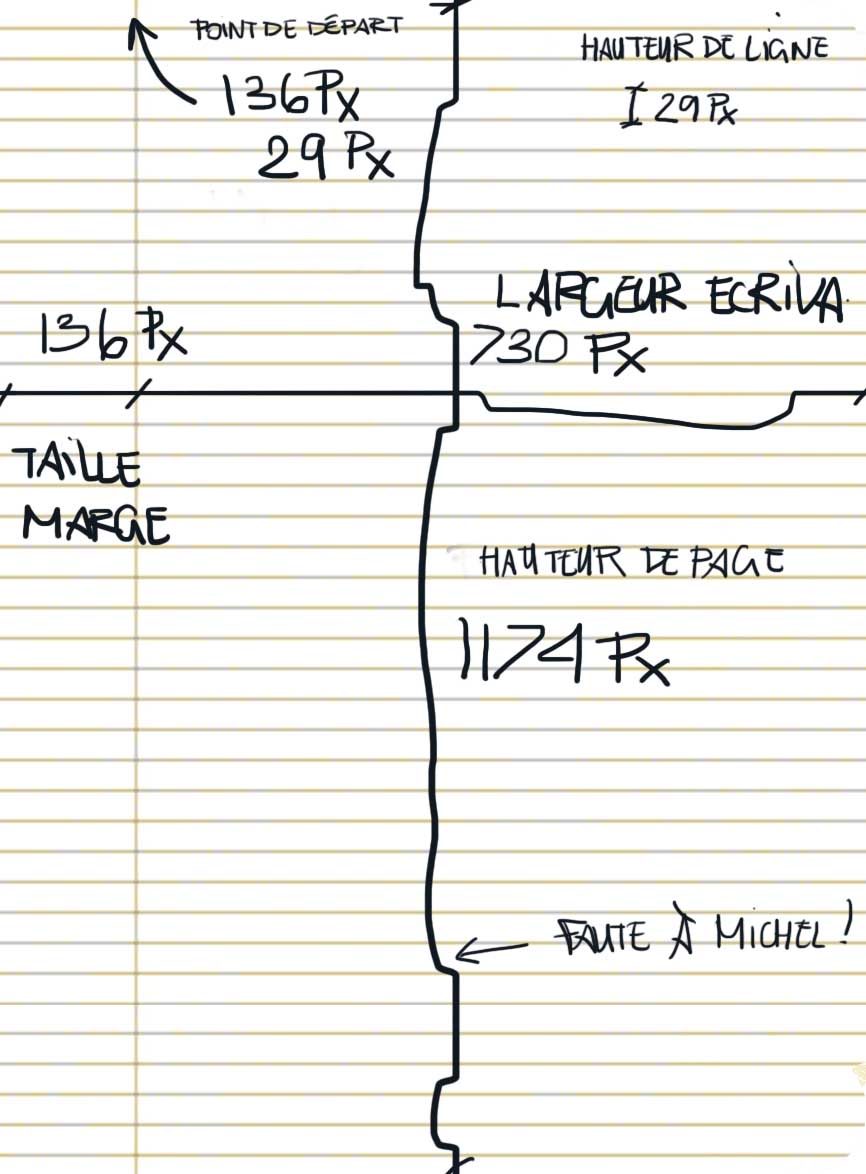 POINT DE DÉPART
136 Px
29 Px
HAUTEUR DE LIGNE
29 Px
LARGEUR ECRIVA.
730 Px
136 Px
TAILLE
MARGE
HAUTEUR DE PAGE
1174 Px
FAUTE À MICHEL !